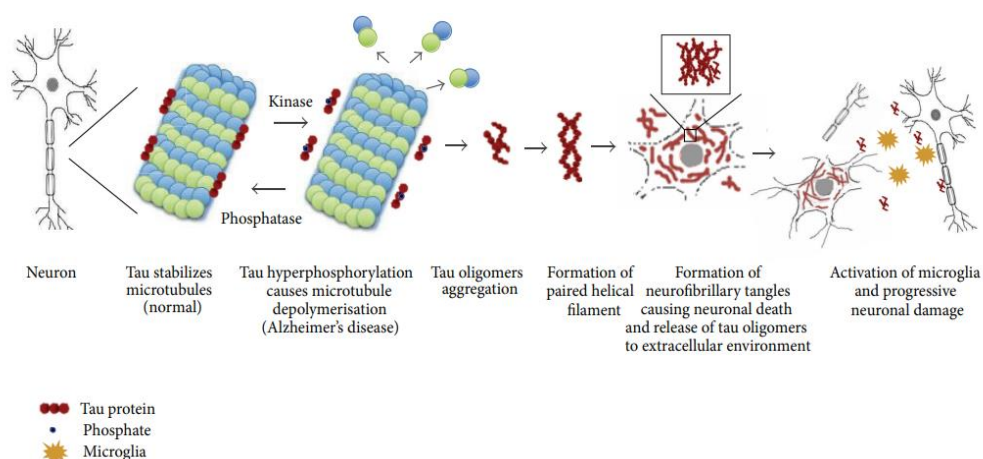 Kinase
Phosphatase
Neuron
Tau stabilizes
microtubules
(normal)
Tau hyperphosphorylation
causes microtubule
depolymerisation
(Alzheimer's disease)
Tau oligomers
aggregation
Formation of
paired helical
filament
Formation of
neurofibrillary tangles
causing neuronal death
and release of tau oligomers
to extracellular environment
Activation of microglia
and progressive
neuronal damage
Tau protein
Phosphate
Microglia